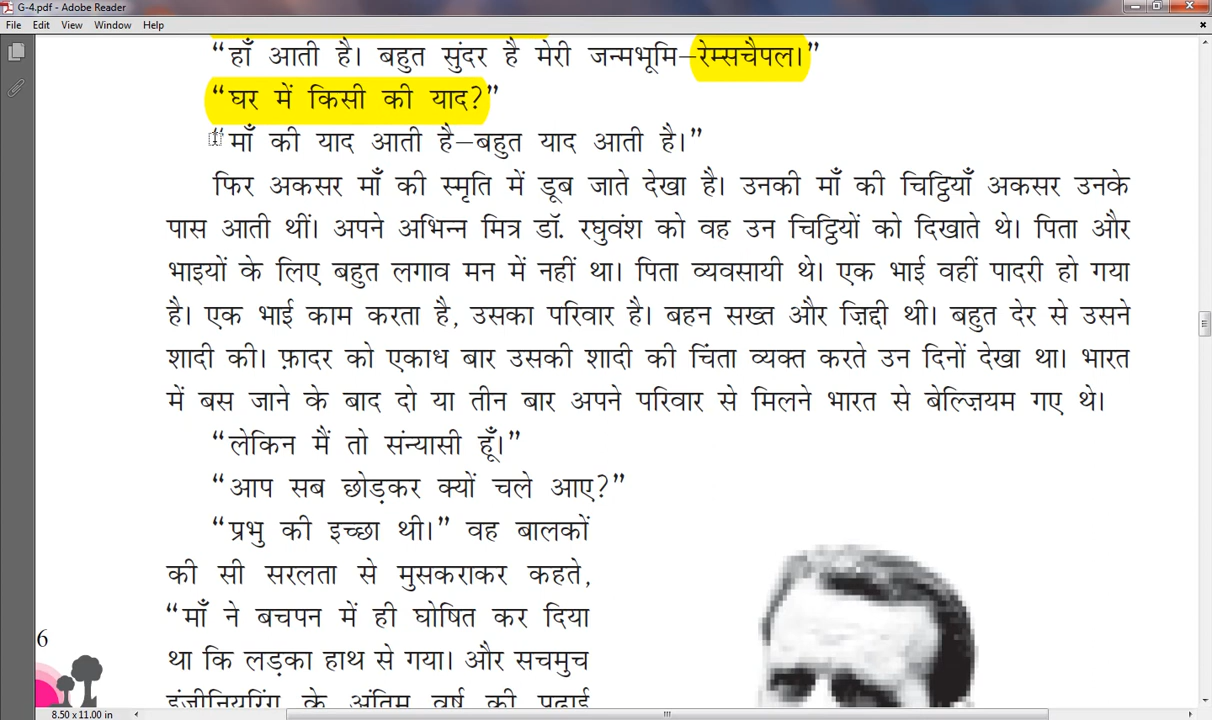 G-4.pdf - Adobe Reader
File Edit View Window Help
“हाँ आती है। बहुत सुंदर है मेरी जन्मभूमि–रेम्सचैपल।”
“घर में किसी की याद?”
“माँ की याद आती है–बहुत याद आती है।”
फिर अकसर माँ की स्मृति में डूब जाते देखा है। उनकी माँ की चिट्ठियाँ अकसर उनके
पास आती थीं। अपने अभिन्न मित्र डॉ. रघुवंश को वह उन चिट्ठियों को दिखाते थे। पिता और
भाइयों के लिए बहुत लगाव मन में नहीं था। पिता व्यवसायी थे। एक भाई वहीं पादरी हो गया
है। एक भाई काम करता है, उसका परिवार है। बहन सख्त और ज़िद्दी थी। बहुत देर से उसने
शादी की। फ़ादर को एकाध बार उसकी शादी की चिंता व्यक्त करते उन दिनों देखा था। भारत
में बस जाने के बाद दो या तीन बार अपने परिवार से मिलने भारत से बेल्ज़ियम गए थे।
“लेकिन मैं तो संन्यासी हूँ।”
“आप सब छोड़कर क्यों चले आए?”
“प्रभु की इच्छा थी।” वह बालकों
की सी सरलता से मुसकराकर कहते,
“माँ ने बचपन में ही घोषित कर दिया
था कि लड़का हाथ से गया। और सचमुच
इंजीनियरिंग के अंतिम वर्ष की पढ़ाई
6
8.50 x 11.00 in